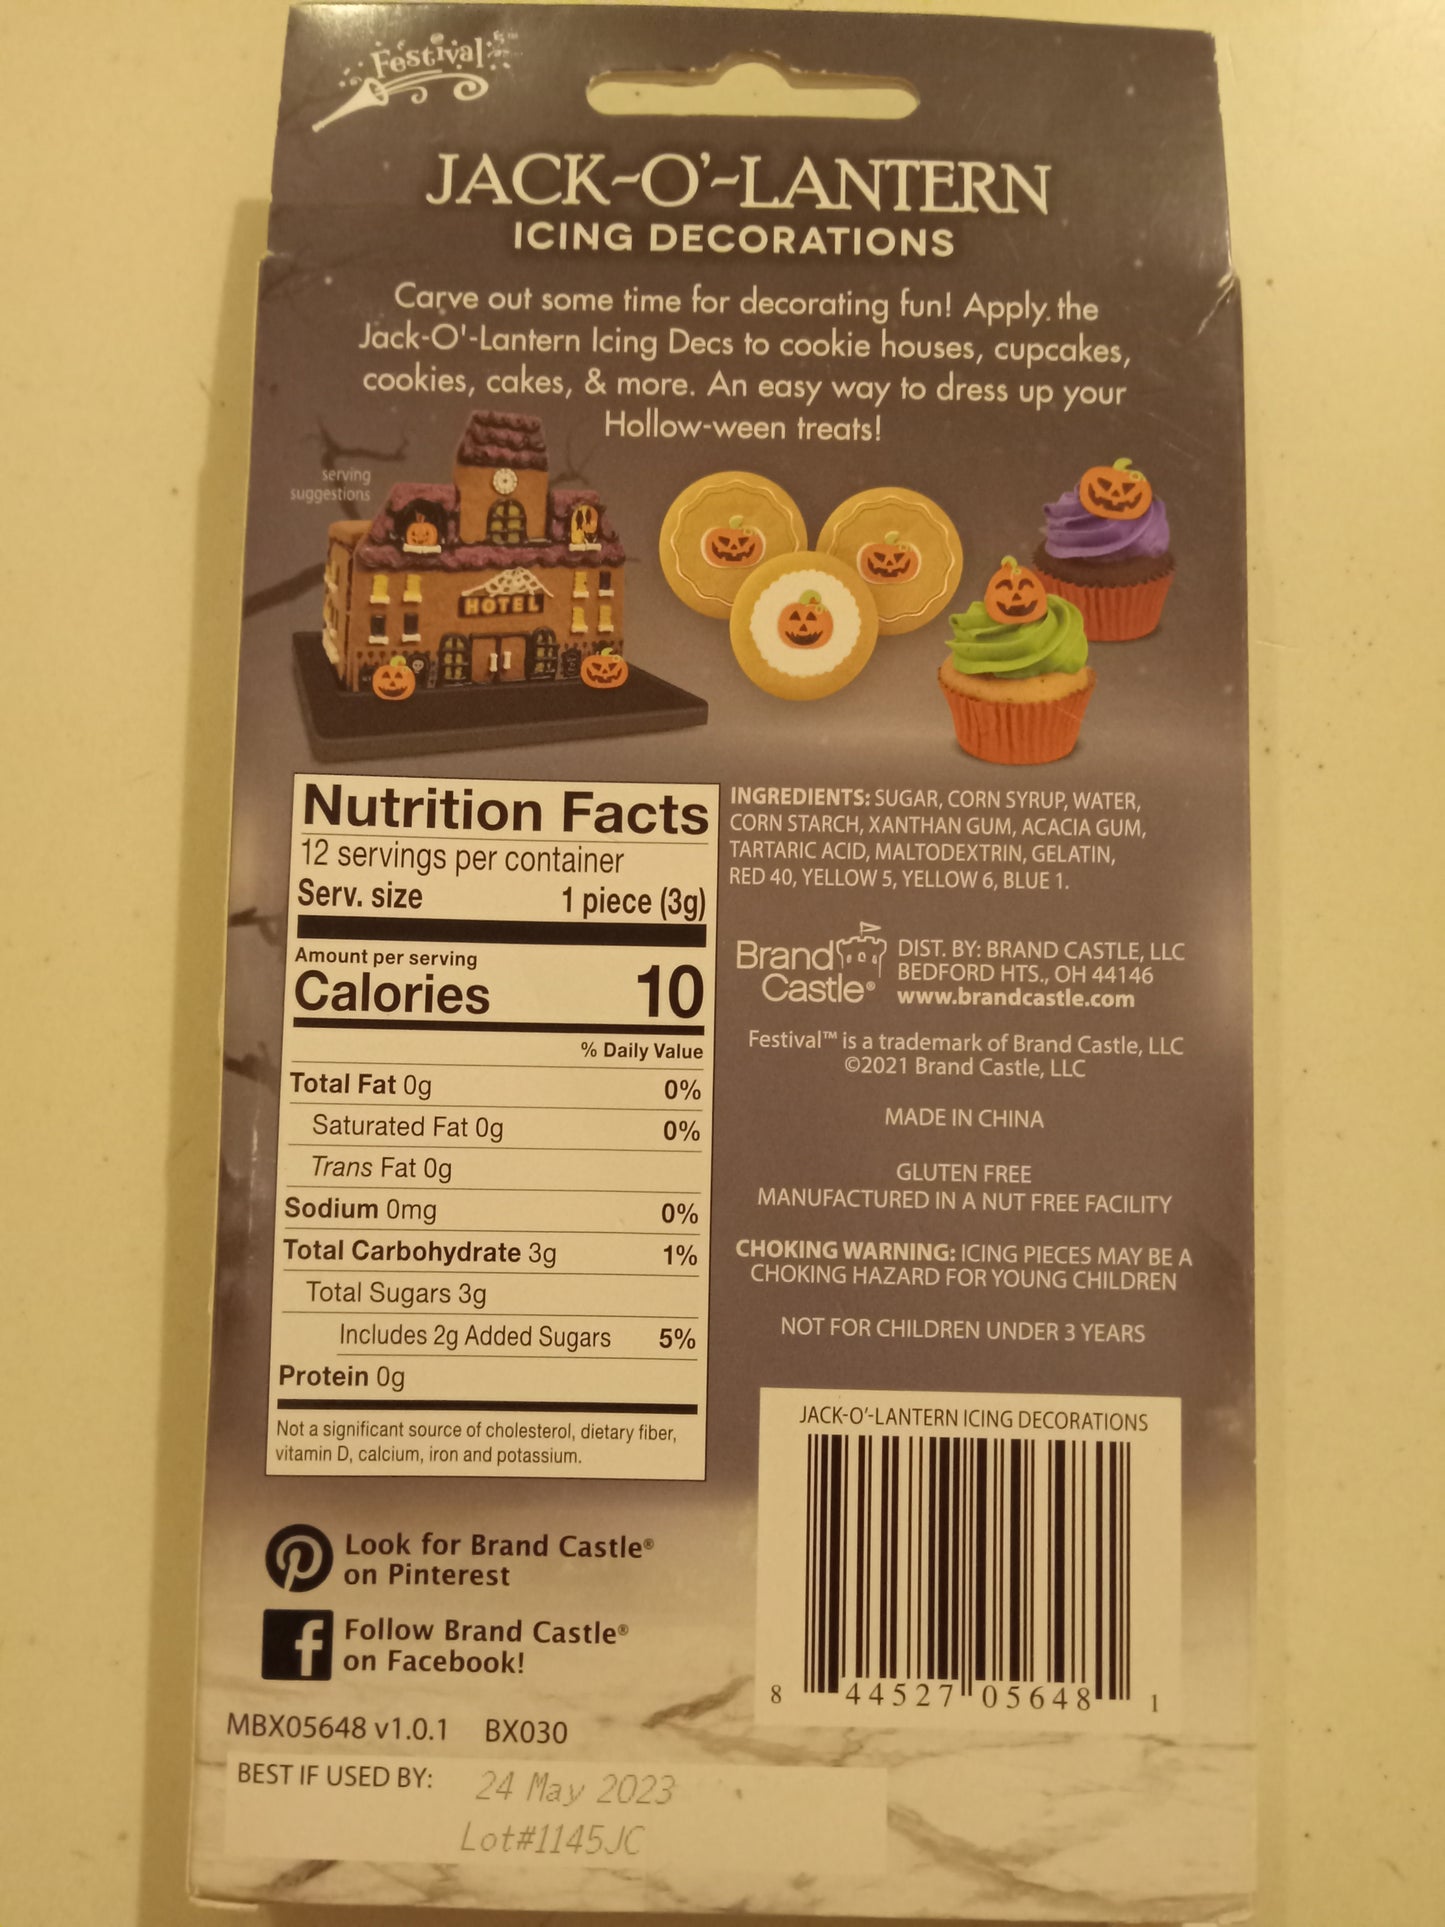 Festival™
JACK-O'-LANTERN
ICING DECORATIONS
Carve out some time for decorating fun! Apply the
Jack-O'-Lantern Icing Decs to cookie houses, cupcakes,
cookies, cakes, & more. An easy way to dress up your
Hollow-ween treats!
serving
suggestions
HOTEL
Nutrition Facts
12 servings per container
Serv. size 1 piece (3g)
Amount per serving
Calories 10
% Daily Value
Total Fat 0g 0%
Saturated Fat 0g 0%
Trans Fat 0g
Sodium 0mg 0%
Total Carbohydrate 3g 1%
Total Sugars 3g
Includes 2g Added Sugars 5%
Protein 0g
Not a significant source of cholesterol, dietary fiber,
vitamin D, calcium, iron and potassium.
INGREDIENTS: SUGAR, CORN SYRUP, WATER,
CORN STARCH, XANTHAN GUM, ACACIA GUM,
TARTARIC ACID, MALTODEXTRIN, GELATIN,
RED 40, YELLOW 5, YELLOW 6, BLUE 1.
Brand
Castle®
DIST. BY: BRAND CASTLE, LLC
BEDFORD HTS., OH 44146
www.brandcastle.com
Festival™ is a trademark of Brand Castle, LLC
©2021 Brand Castle, LLC
MADE IN CHINA
GLUTEN FREE
MANUFACTURED IN A NUT FREE FACILITY
CHOKING WARNING: ICING PIECES MAY BE A
CHOKING HAZARD FOR YOUNG CHILDREN
NOT FOR CHILDREN UNDER 3 YEARS
JACK-O'-LANTERN ICING DECORATIONS
8 44527 05648 1
Look for Brand Castle®
on Pinterest
Follow Brand Castle®
on Facebook!
MBX05648 v1.0.1 BX030
BEST IF USED BY: 24 May 2023
Lot#1145JC